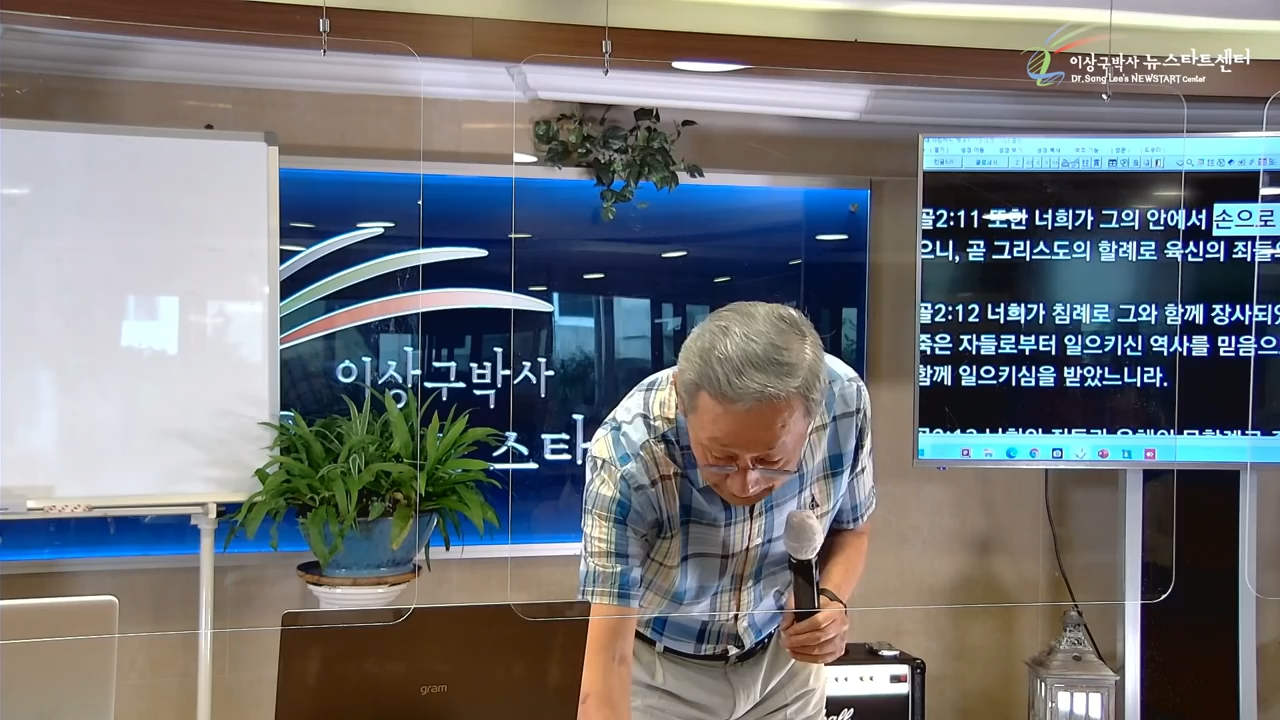 이상구박사 뉴스타트센터
Dr. Sang Lee's NEWSTART Center
골2:11 또한 너희가 그의 안에서 손으로
으니, 곧 그리스도의 할례로 육신의 죄들의
골2:12 너희가 침례로 그와 함께 장사되었
죽은 자들로부터 일으키신 역사를 믿음으
함께 일으키심을 받았느니라.
이상구박사
스타
gram